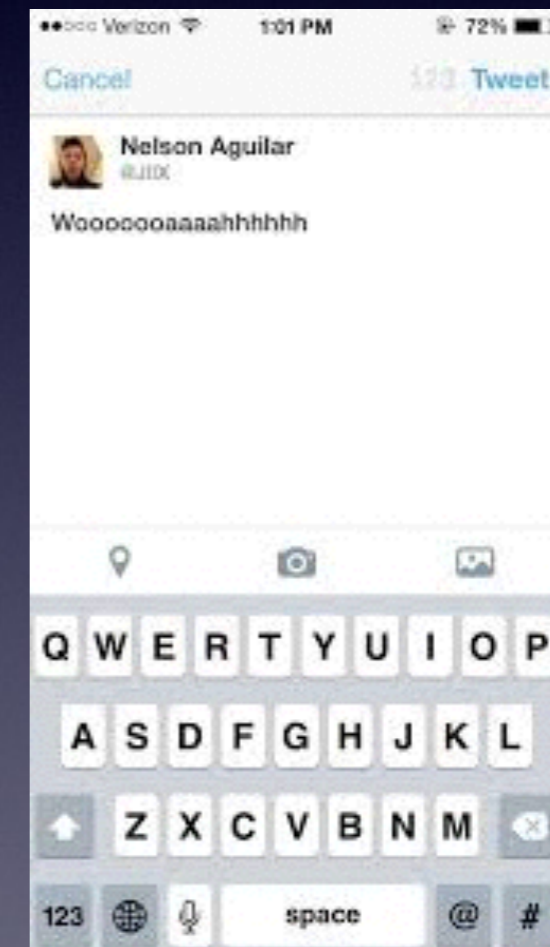 Verizon 1:01 PM 72%
Cancel 123 Tweet
Nelson Aguilar
Wooooooaaaahhhhhh
Q W E R T Y U I O P
A S D F G H J K L
Z X C V B N M
123 space @ #